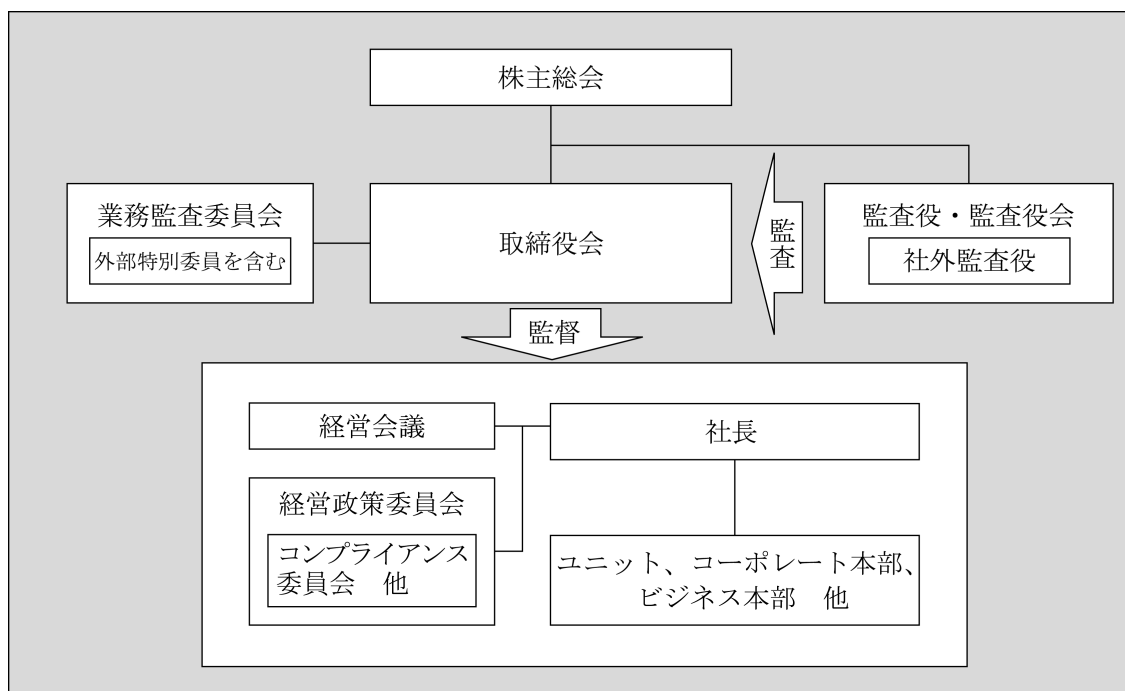 株主総会
業務監査委員会
外部特別委員を含む
取締役会
監査
監査役・監査役会
社外監査役
監督
経営会議
社長
経営政策委員会
コンプライアンス
委員会　他
ユニット、コーポレート本部、
ビジネス本部　他